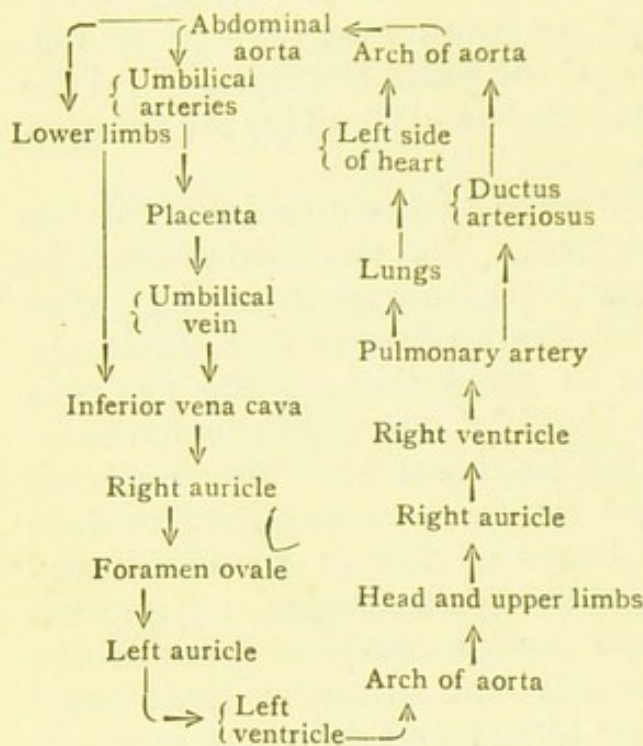 Abdominal
aorta
Arch of aorta
Umbilical
arteries
Lower limbs
Left side
of heart
Ductus
arteriosus
Placenta
Lungs
Umbilical
vein
Pulmonary artery
Inferior vena cava
Right ventricle
Right auricle
Right auricle
Foramen ovale
Head and upper limbs
Left auricle
Arch of aorta
Left
ventricle